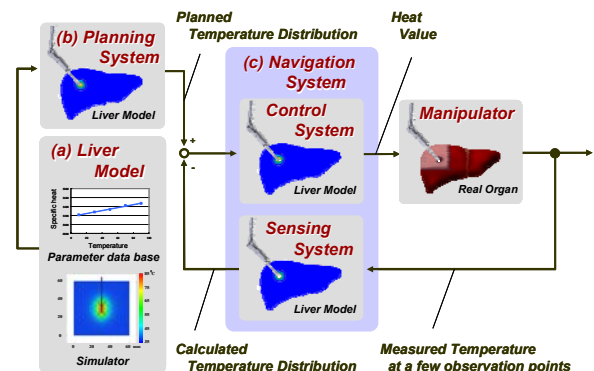 Planned
Temperature Distribution
Heat
Value
(b) Planning
System
Liver Model
(c) Navigation
System
Control
System
Liver Model
Manipulator
Real Organ
+
-
(a) Liver
Model
Specific heat
Temperature
Parameter data base
Simulator
Sensing
System
Liver Model
Calculated
Temperature Distribution
Measured Temperature
at a few observation points